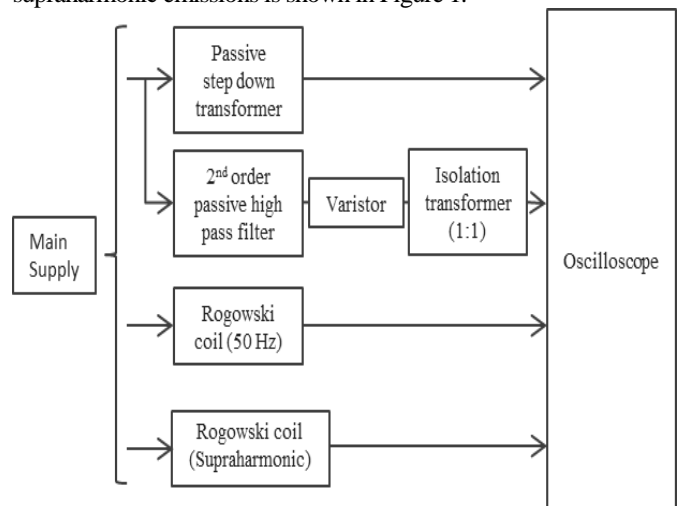 supraharmonic emissions is shown in Figure 1.
Passive
step down
transformer
2nd order
passive high
pass filter
Varistor
Isolation
transformer
(1:1)
Main
Supply
Oscilloscope
Rogowski
coil (50 Hz)
Rogowski coil
(Supraharmonic)